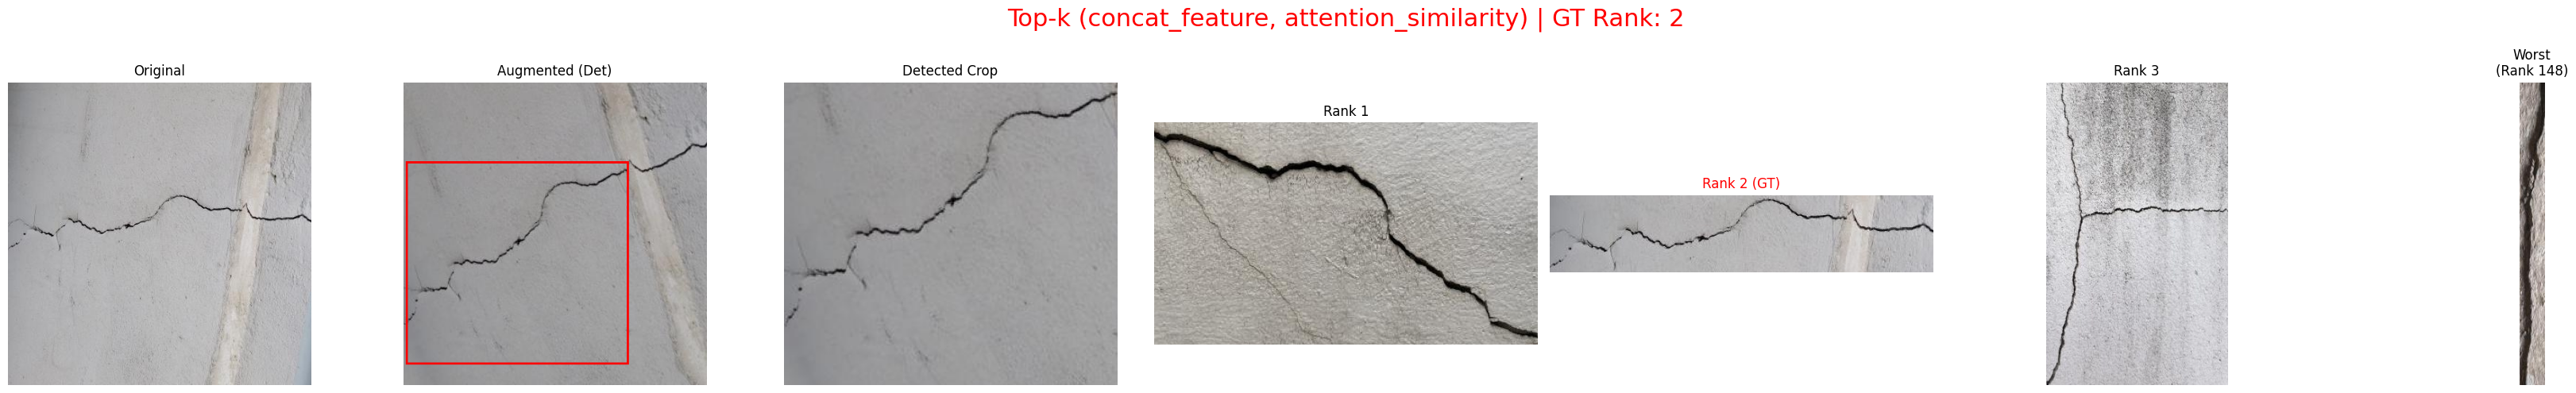 Top-k (concat_feature, attention_similarity) | GT Rank: 2
Original
Augmented (Det)
Detected Crop
Rank 1
Rank 2 (GT)
Rank 3
Worst
(Rank 148)